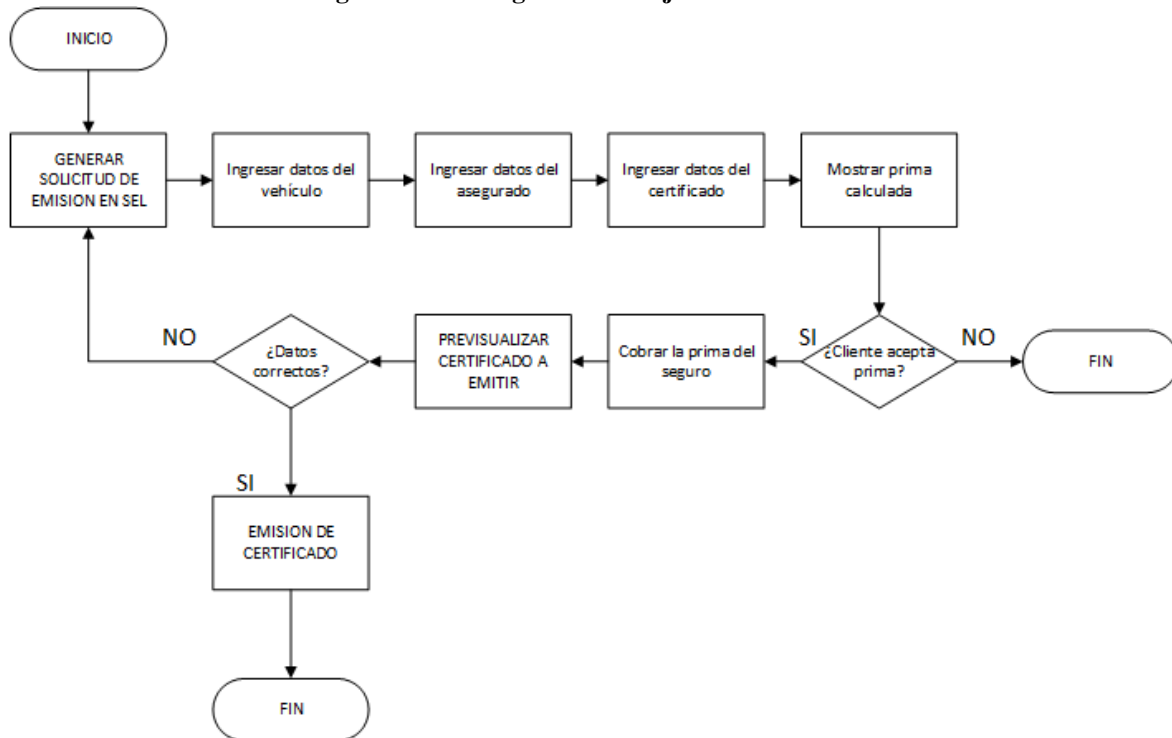 INICIO
GENERAR
SOLICITUD DE
EMISION EN SEL
Ingresar datos del
vehículo
Ingresar datos del
asegurado
Ingresar datos del
certificado
Mostrar prima
calculada
NO
¿Datos
correctos?
PREVISUALIZAR
CERTIFICADO A
EMITIR
Cobrar la prima del
seguro
SI
¿Cliente acepta
prima?
NO
FIN
SI
EMISION DE
CERTIFICADO
FIN